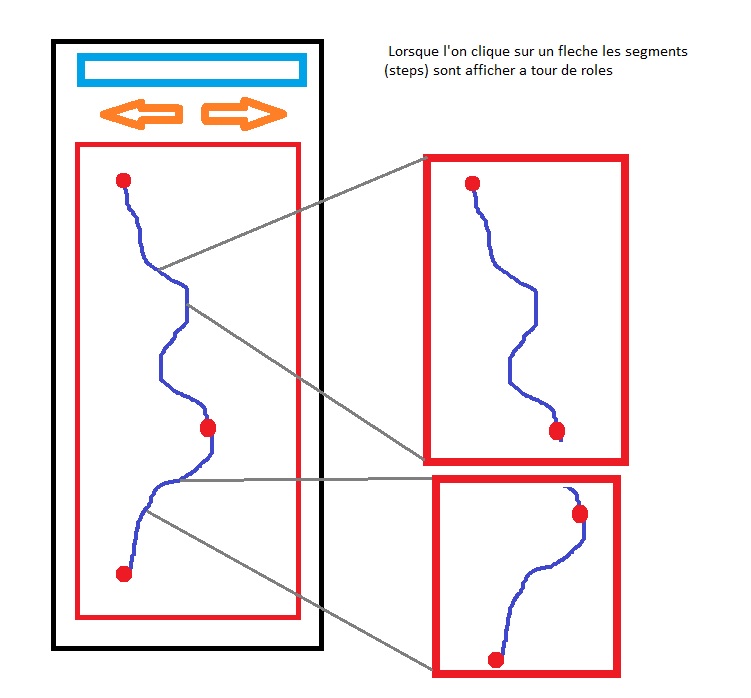 Lorsque l'on clique sur un fleche les segments
(steps) sont afficher a tour de roles